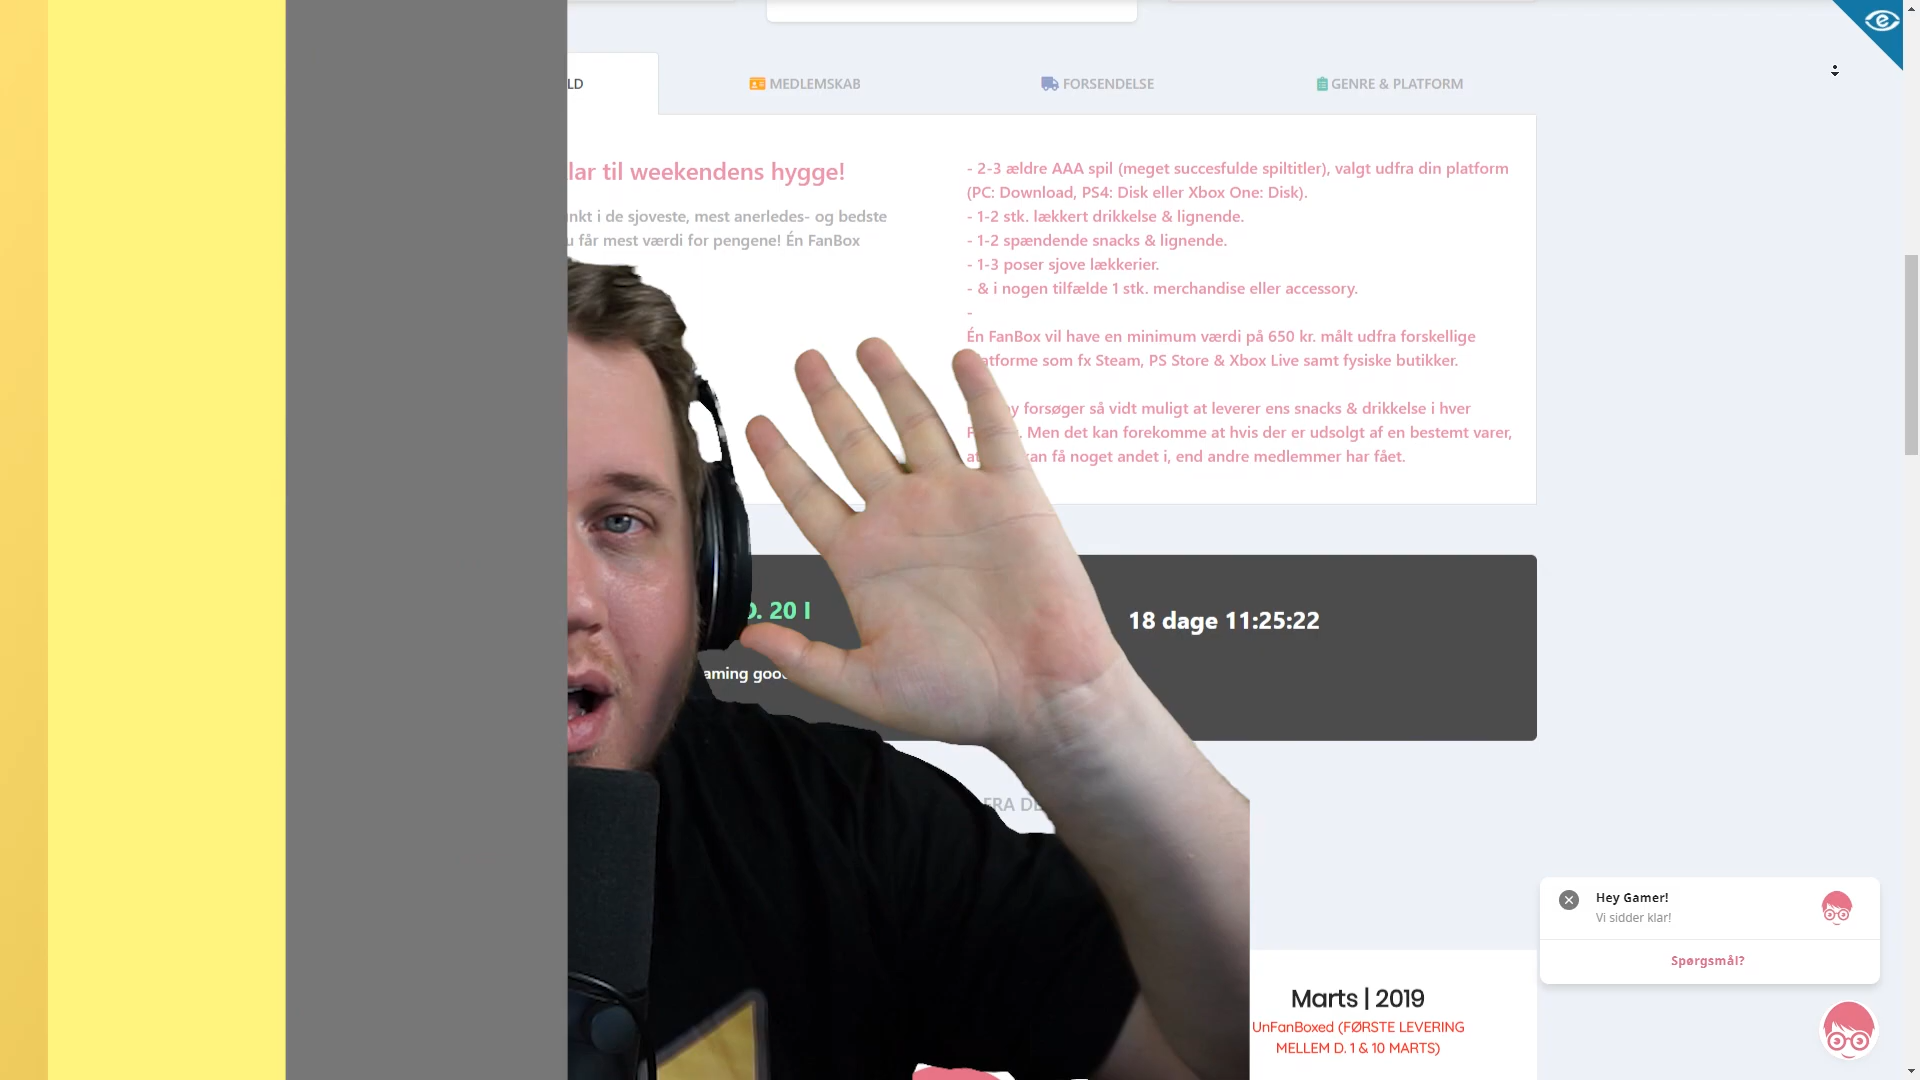 LD
MEDLEMSKAB
FORSENDELSE
GENRE & PLATFORM
lar til weekendens hygge!
i de sjoveste, mest anerledes- og bedste
får mest værdi for pengene! Én FanBox
- 2-3 ældre AAA spil (meget succesfulde spiltitler), valgt udfra din platform
(PC: Download, PS4: Disk eller Xbox One: Disk).
- 1-2 stk. lækkert drikkelse & lignende.
- 1-2 spændende snacks & lignende.
- 1-3 poser sjove lækkerier.
- & i nogen tilfælde 1 stk. merchandise eller accessory.
-
Én FanBox vil have en minimum værdi på 650 kr. målt udfra forskellige
atforme som fx Steam, PS Store & Xbox Live samt fysiske butikker.
forsøger så vidt muligt at leverer ens snacks & drikkelse i hver
. Men det kan forekomme at hvis der er udsolgt af en bestemt varer,
an få noget andet i, end andre medlemmer har fået.
D. 20 I
aming goo
18 dage 11:25:22
FRA DE
Marts | 2019
UnFanBoxed (FØRSTE LEVERING
MELLEM D. 1 & 10 MARTS)
Hey Gamer!
Vi sidder klar!
Spørgsmål?